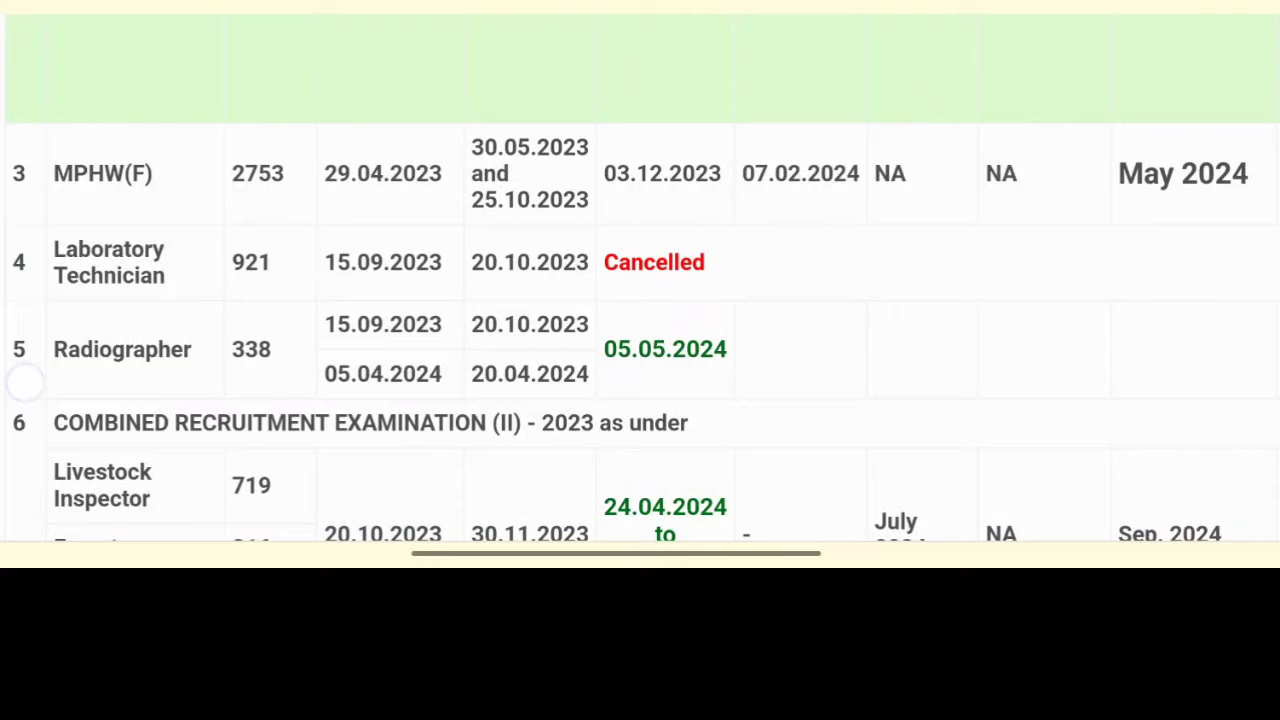 3 MPHW(F) 2753 29.04.2023 30.05.2023 and 25.10.2023 03.12.2023 07.02.2024 NA NA May 2024
4 Laboratory Technician 921 15.09.2023 20.10.2023 Cancelled
5 Radiographer 338 15.09.2023 20.10.2023 05.05.2024
05.04.2024 20.04.2024
6 COMBINED RECRUITMENT EXAMINATION (II) - 2023 as under
Livestock Inspector 719
20.10.2023 30.11.2023 24.04.2024 to - July NA Sep. 2024